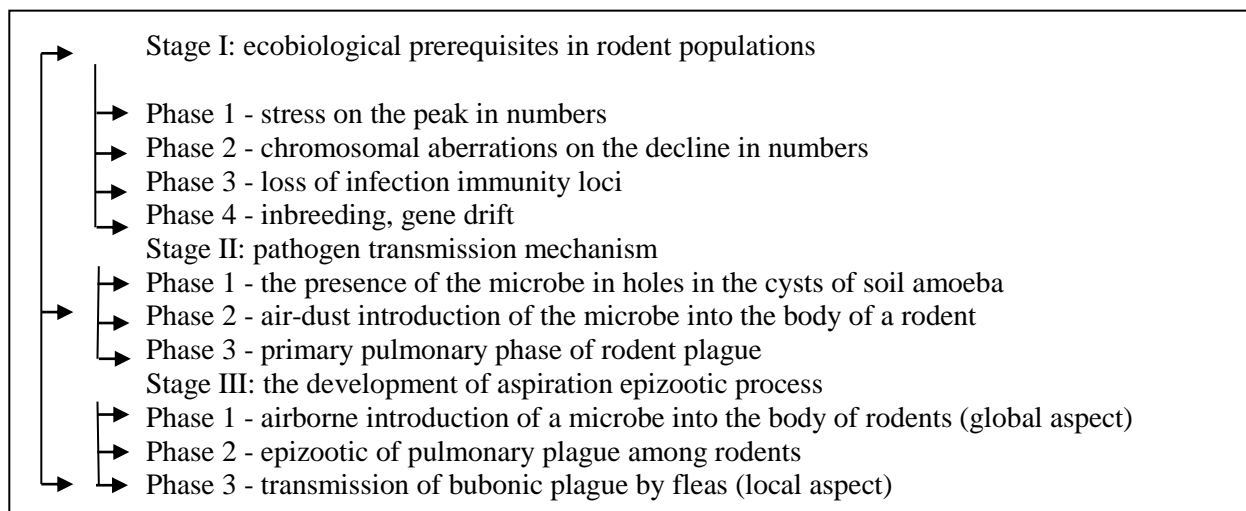 Stage I: ecobiological prerequisites in rodent populations
Phase 1 - stress on the peak in numbers
Phase 2 - chromosomal aberrations on the decline in numbers
Phase 3 - loss of infection immunity loci
Phase 4 - inbreeding, gene drift
Stage II: pathogen transmission mechanism
Phase 1 - the presence of the microbe in holes in the cysts of soil amoeba
Phase 2 - air-dust introduction of the microbe into the body of a rodent
Phase 3 - primary pulmonary phase of rodent plague
Stage III: the development of aspiration epizootic process
Phase 1 - airborne introduction of a microbe into the body of rodents (global aspect)
Phase 2 - epizootic of pulmonary plague among rodents
Phase 3 - transmission of bubonic plague by fleas (local aspect)